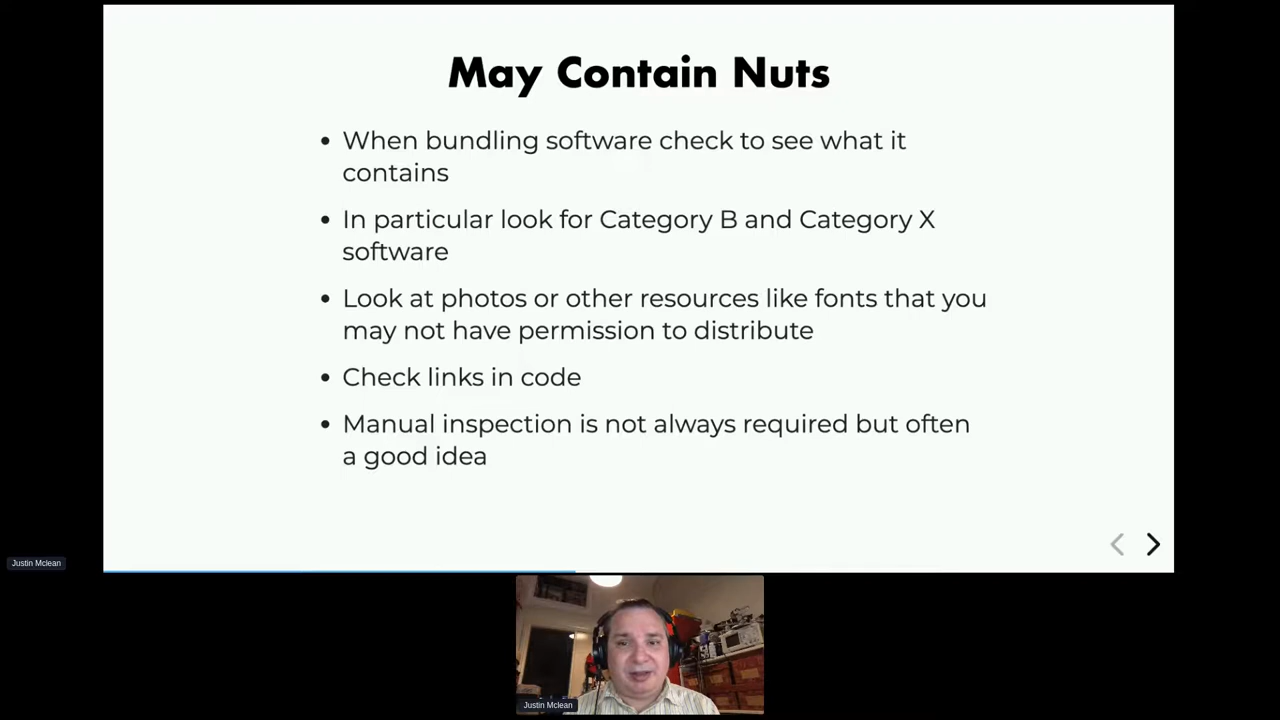 May Contain Nuts
• When bundling software check to see what it
contains
• In particular look for Category B and Category X
software
• Look at photos or other resources like fonts that you
may not have permission to distribute
• Check links in code
• Manual inspection is not always required but often
a good idea
Justin Mclean
Justin Mclean